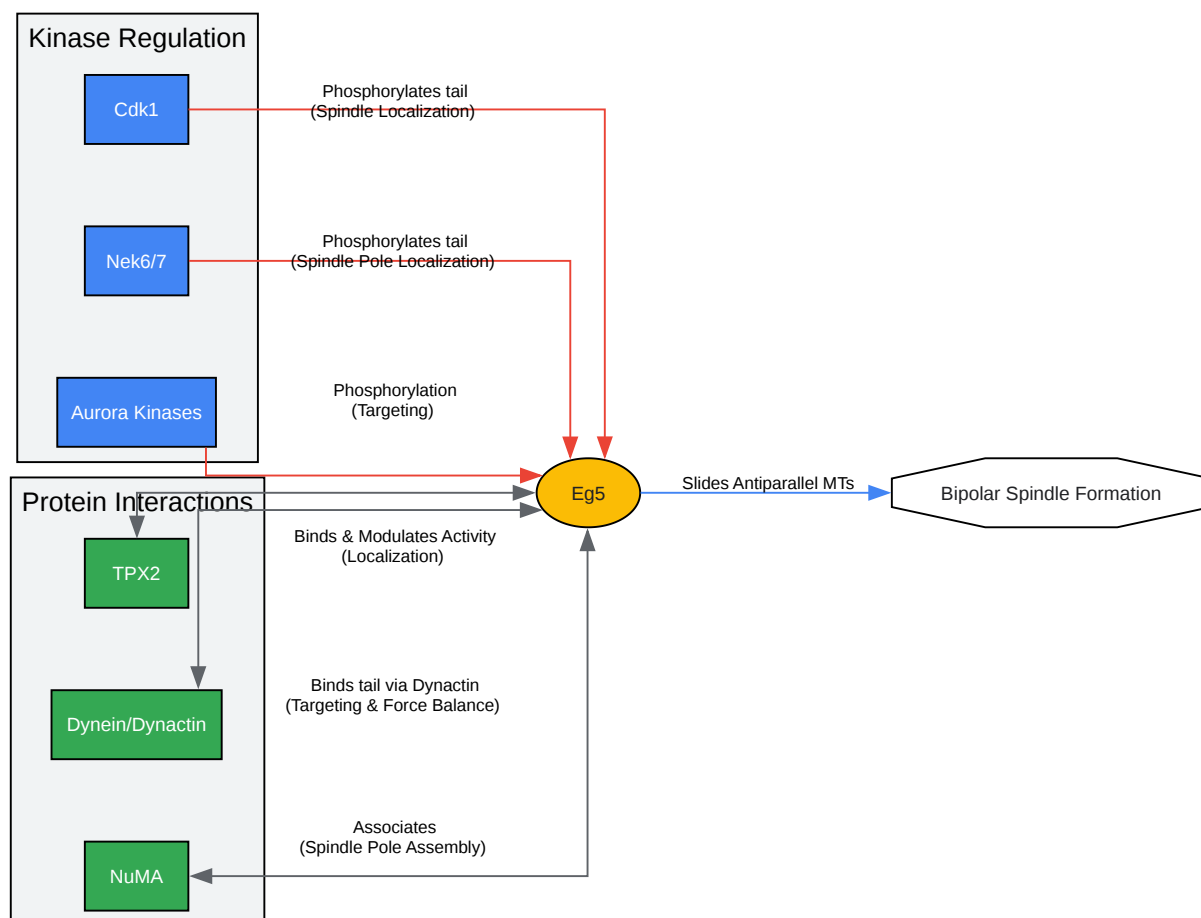 Kinase Regulation
Cdk1
Phosphorylates tail
(Spindle Localization)
Nek6/7
Phosphorylates tail
(Spindle Pole Localization)
Aurora Kinases
Phosphorylation
(Targeting)
Eg5
Slides Antiparallel MTs
Bipolar Spindle Formation
Protein Interactions
TPX2
Binds & Modulates Activity
(Localization)
Dynein/Dynactin
Binds tail via Dynactin
(Targeting & Force Balance)
NuMA
Associates
(Spindle Pole Assembly)